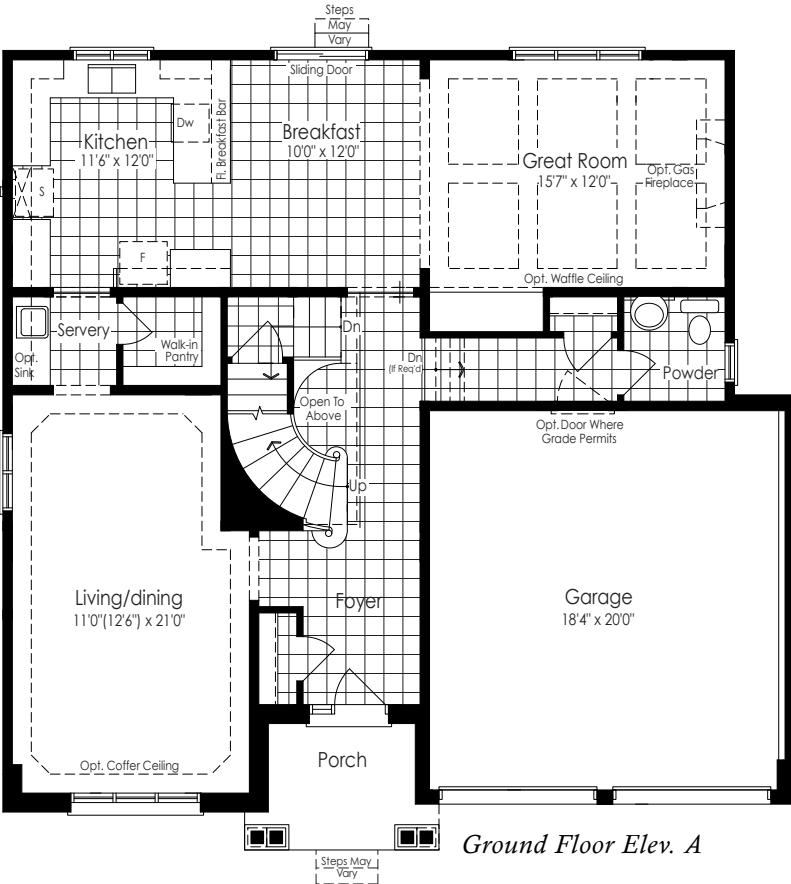 Steps
May
Vary
Sliding Door
Kitchen
11'6" x 12'0"
Dw
Fl. Breakfast Bar
Breakfast
10'0" x 12'0"
Great Room
15'7" x 12'0"
Opt. Gas
Fireplace
S
F
Opt. Waffle Ceiling
Servery
Opt.
Sink
Walk-in
Pantry
Dn
Dn
(If Req'd)
Powder
Open To
Above
Opt. Door Where
Grade Permits
Up
Living/dining
11'0"(12'6") x 21'0"
Foyer
Garage
18'4" x 20'0"
Opt. Coffer Ceiling
Porch
Ground Floor Elev. A
Steps May
Vary